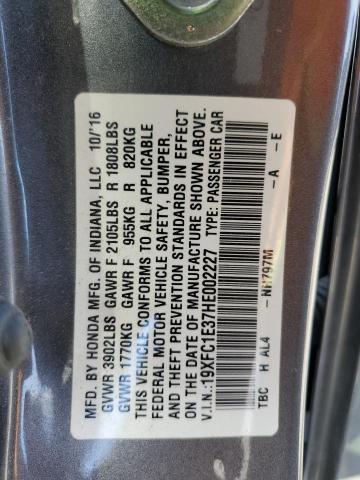 MFD. BY HONDA MFG. OF INDIANA, LLC 10/'16
GVWR 3902LBS GAWR F 2105LBS R 1808LBS
GVWR 1770KG GAWR F 955KG R 820KG
THIS VEHICLE CONFORMS TO ALL APPLICABLE
FEDERAL MOTOR VEHICLE SAFETY, BUMPER,
AND THEFT PREVENTION STANDARDS IN EFFECT
ON THE DATE OF MANUFACTURE SHOWN ABOVE.
V.I.N.:19XFC1E37HE002227 TYPE: PASSENGER CAR
TBC H AL4 - -A -E